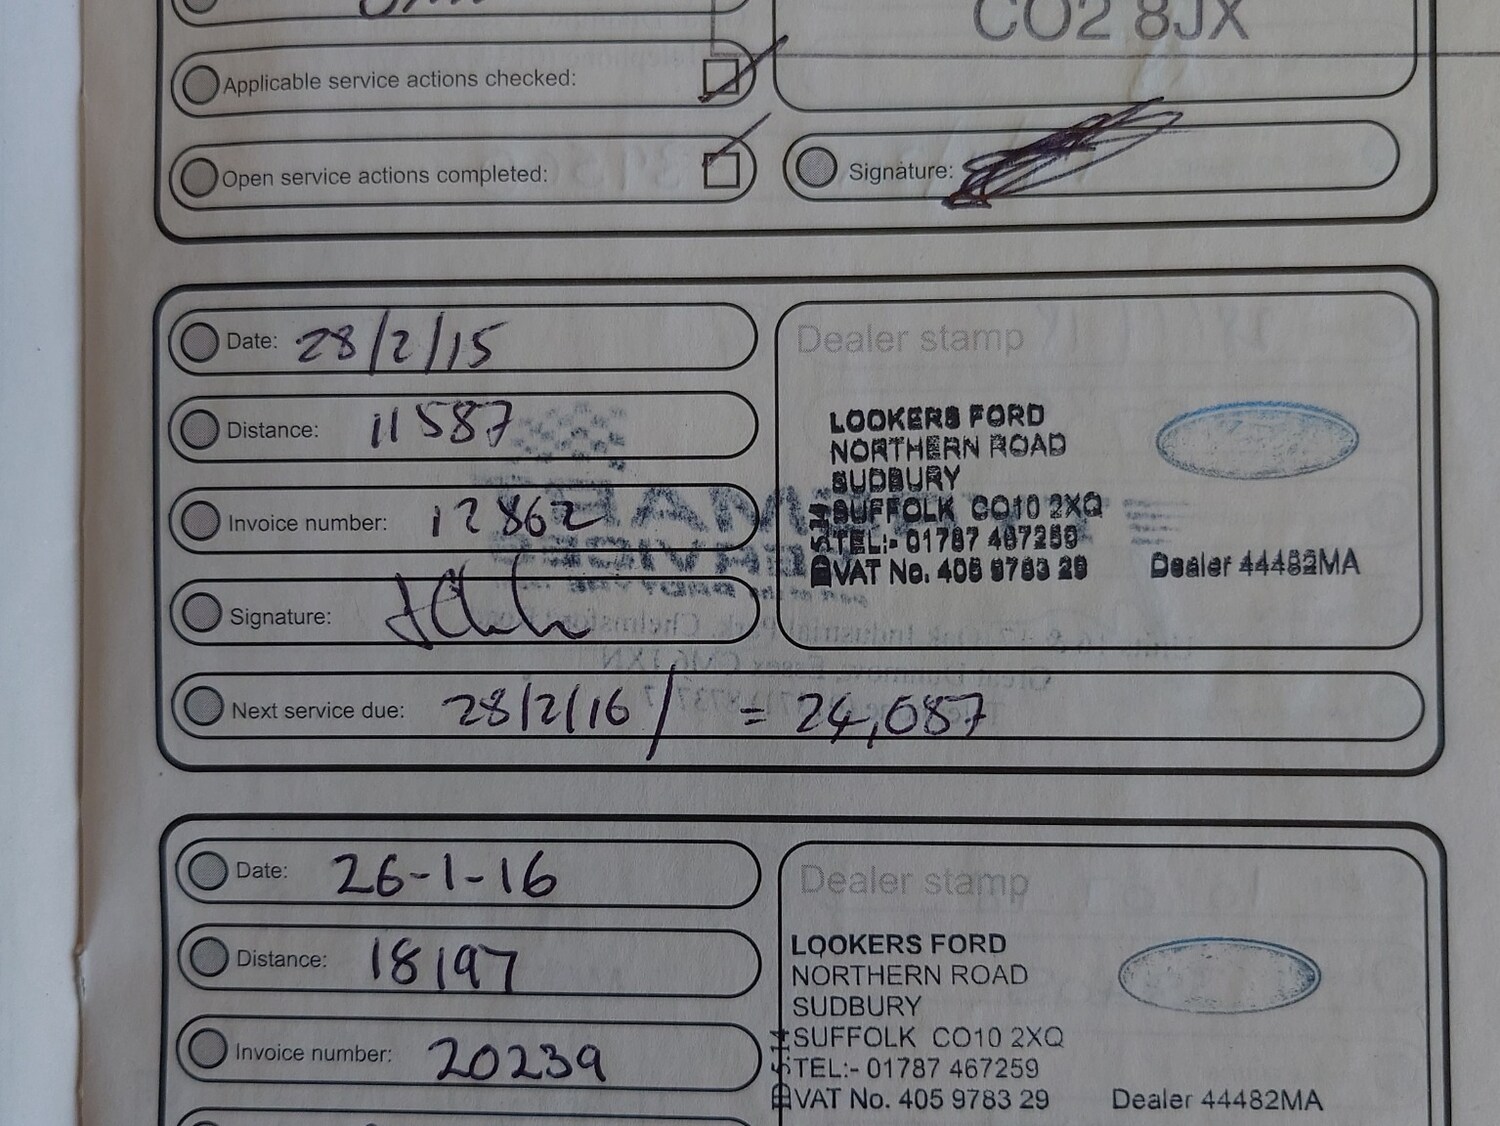 CO2 8JX
Applicable service actions checked:
Open service actions completed:
Signature:
Date: 28/2/15
Distance: 11587
Invoice number: 12862
Signature:
Next service due: 28/2/16 / = 24,087
Dealer stamp
LOOKERS FORD
NORTHERN ROAD
SUDBURY
SUFFOLK CO10 2XQ
TEL:- 01787 467259
VAT No. 405 9783 29
Dealer 44482MA
Date: 26-1-16
Distance: 18197
Invoice number: 20239
Dealer stamp
LOOKERS FORD
NORTHERN ROAD
SUDBURY
SUFFOLK CO10 2XQ
TEL:- 01787 467259
VAT No. 405 9783 29
Dealer 44482MA